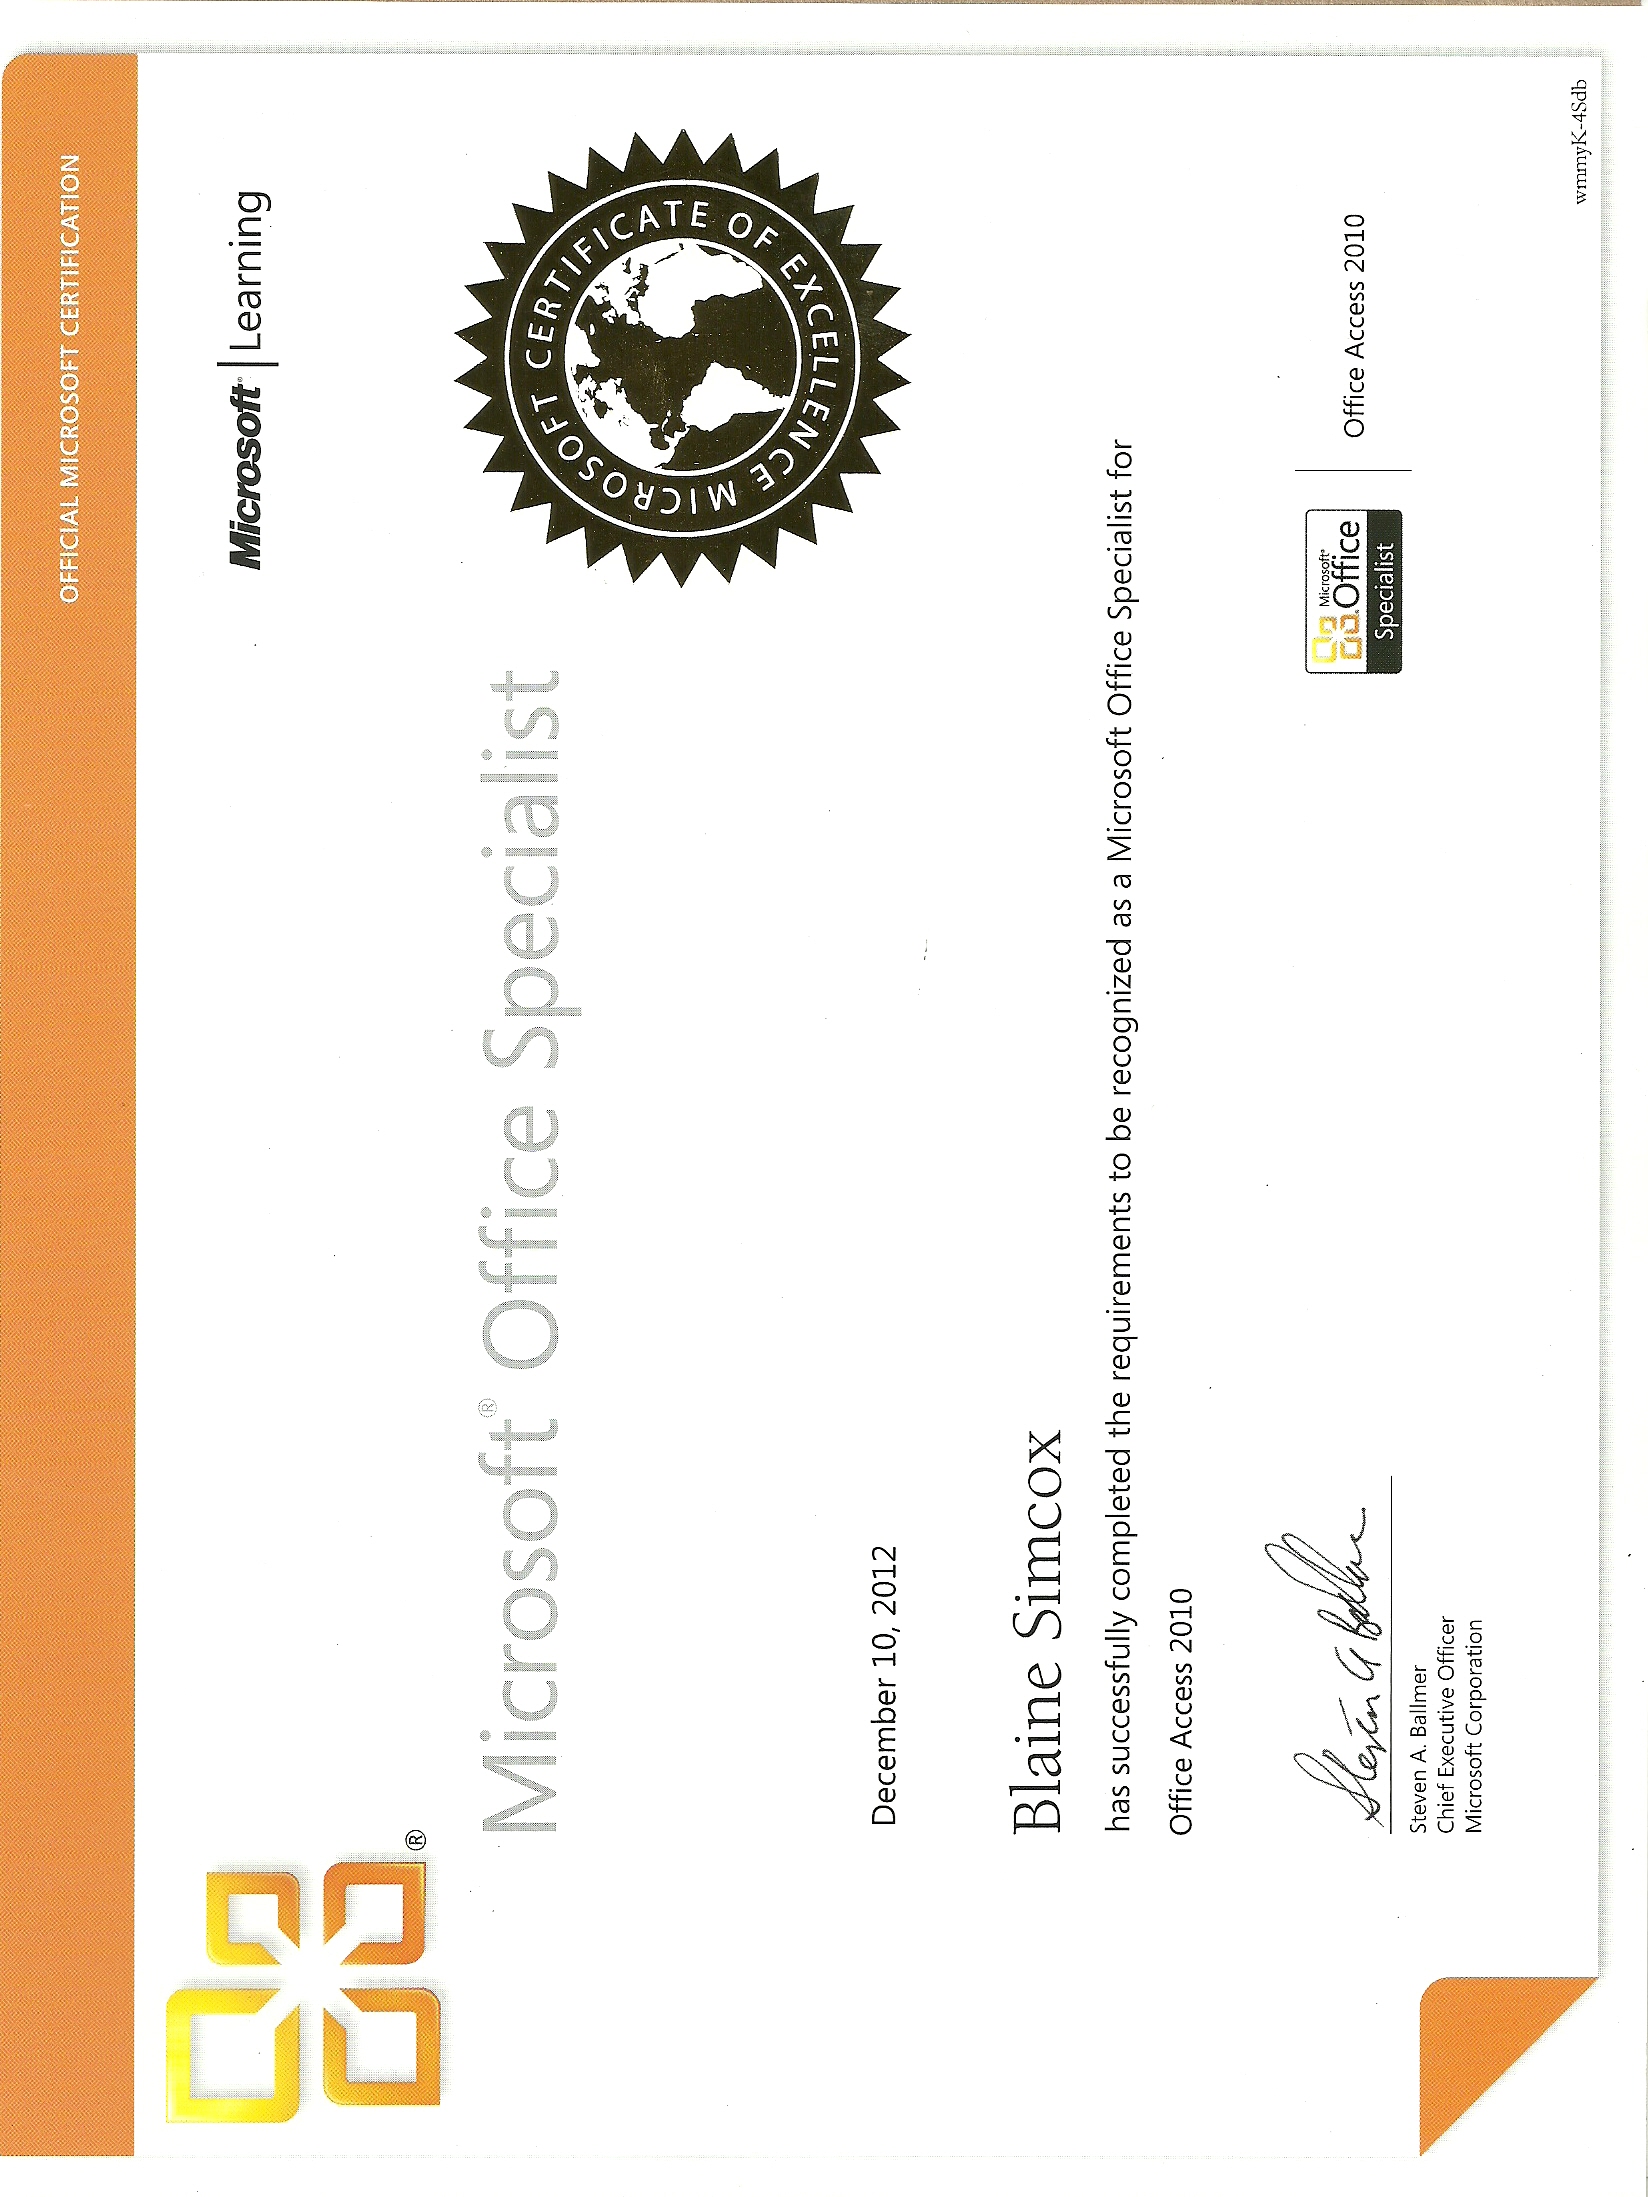 OFFICIAL MICROSOFT CERTIFICATION
®
Microsoft® | Learning
Microsoft® Office Specialist
MICROSOFT CERTIFICATE OF EXCELLENCE
December 10, 2012
Blaine Simcox
has successfully completed the requirements to be recognized as a Microsoft Office Specialist for
Office Access 2010
Steven A Ballmer
Steven A. Ballmer
Chief Executive Officer
Microsoft Corporation
Microsoft®
Office
Specialist
Office Access 2010
wmmyK-4Sdb